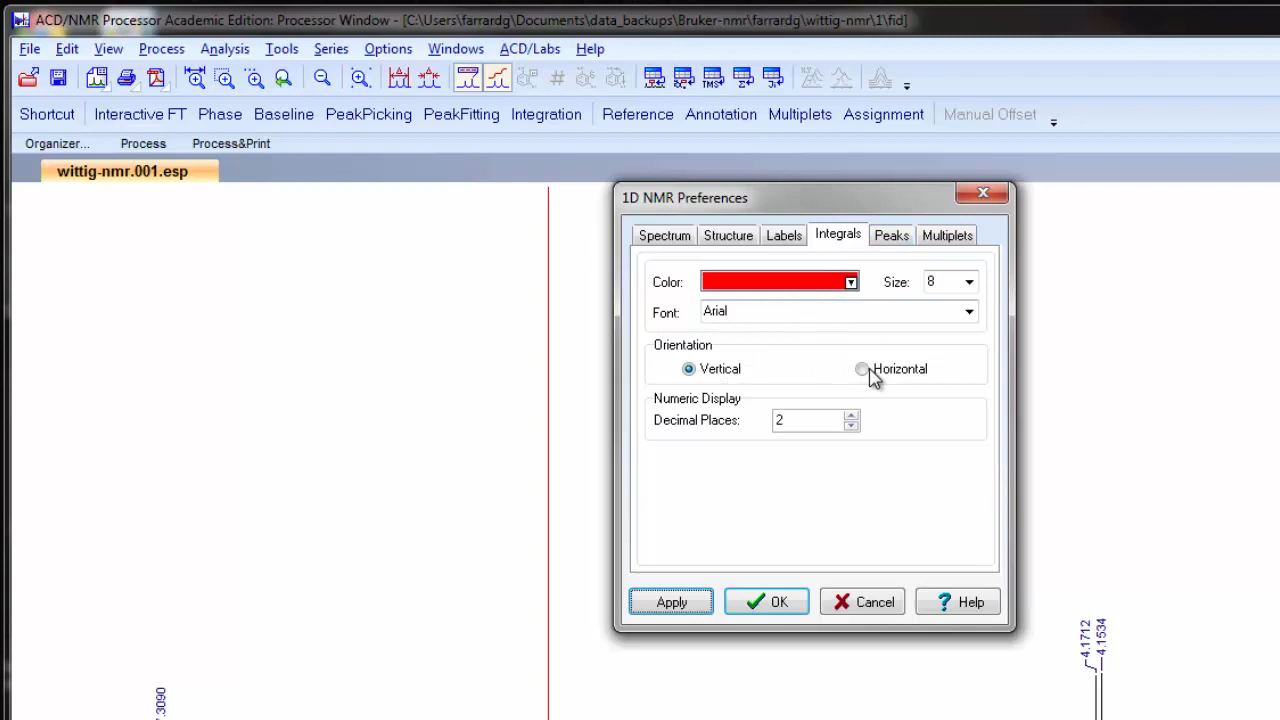 ACD/NMR Processor Academic Edition: Processor Window - [C:\Users\farrardg\Documents\data_backups\Bruker-nmr\farrardg\wittig-nmr\1\fid]
File Edit View Process Analysis Tools Series Options Windows ACD/Labs Help
Shortcut Interactive FT Phase Baseline PeakPicking PeakFitting Integration Reference Annotation Multiplets Assignment Manual Offset
Organizer... Process Process&Print
wittig-nmr.001.esp
1D NMR Preferences
Spectrum Structure Labels Integrals Peaks Multiplets
Color: Size: 8
Font: Arial
Orientation
Vertical Horizontal
Numeric Display
Decimal Places: 2
Apply OK Cancel Help
4.1712
4.1534
7.3090